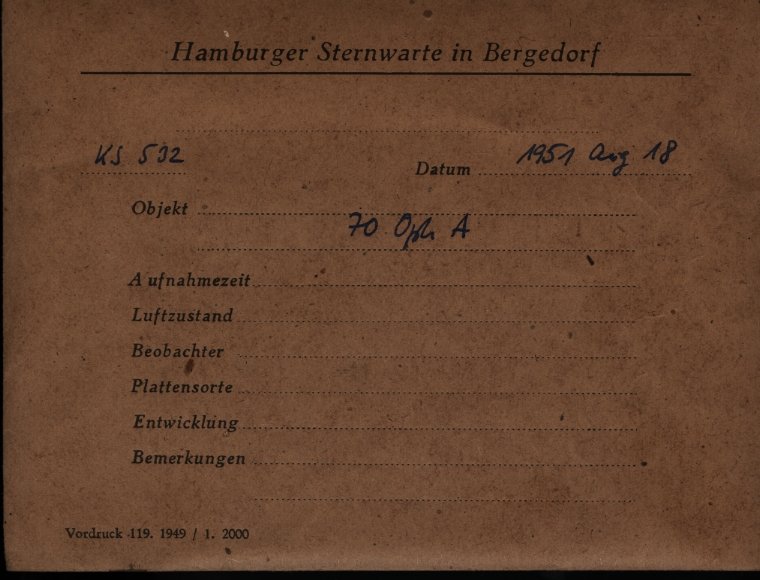 Hamburger Sternwarte in Bergedorf
KS 532
Datum 1951 Aug 18
Objekt
70 Oph A
Aufnahmezeit
Luftzustand
Beobachter
Plattensorte
Entwicklung
Bemerkungen
Vordruck 119. 1949 / 1. 2000